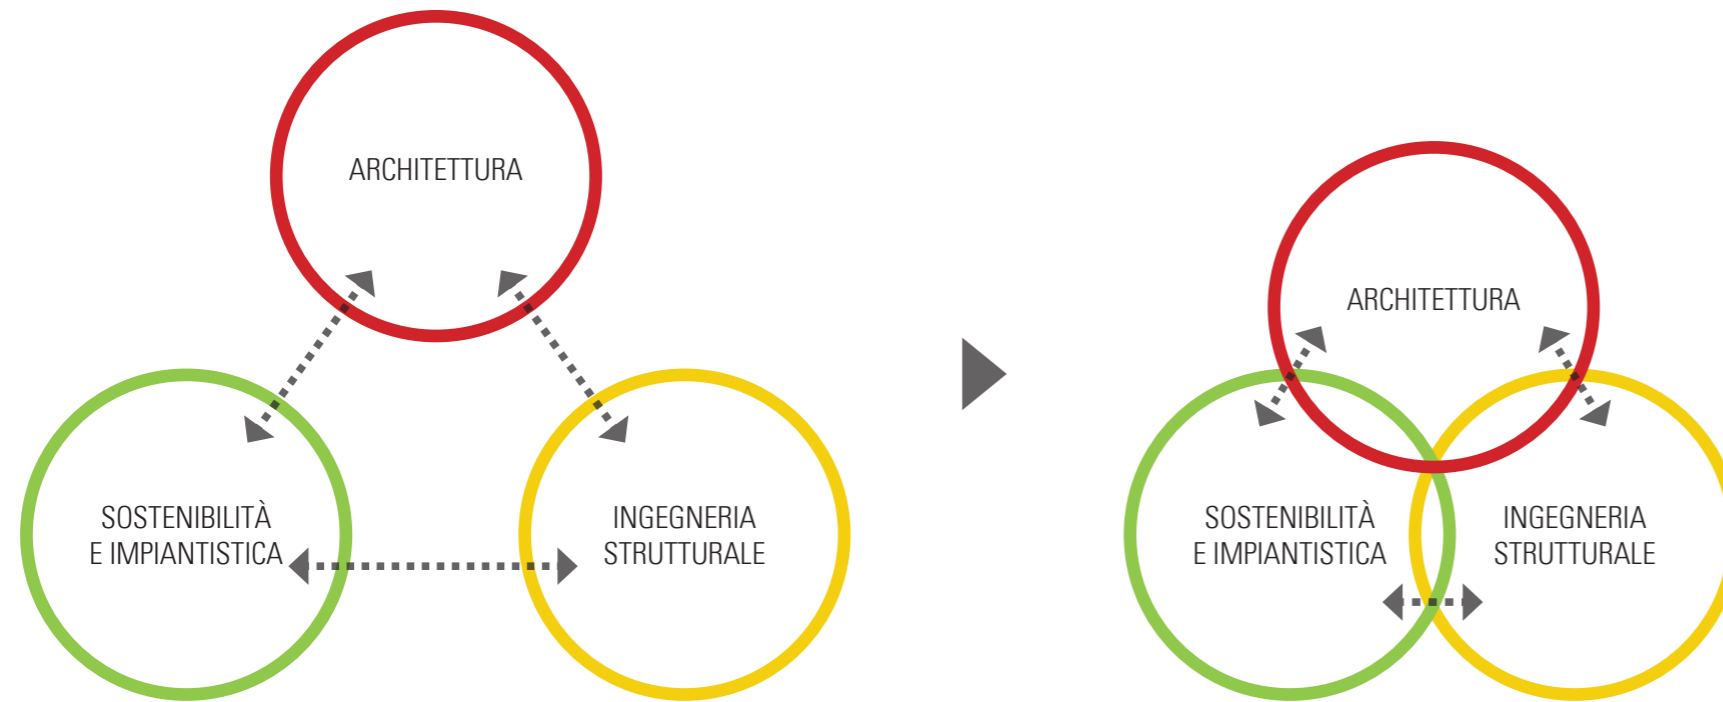 ARCHITETTURA
SOSTENIBILITÀ
E IMPIANTISTICA
INGEGNERIA
STRUTTURALE
ARCHITETTURA
SOSTENIBILITÀ
E IMPIANTISTICA
INGEGNERIA
STRUTTURALE